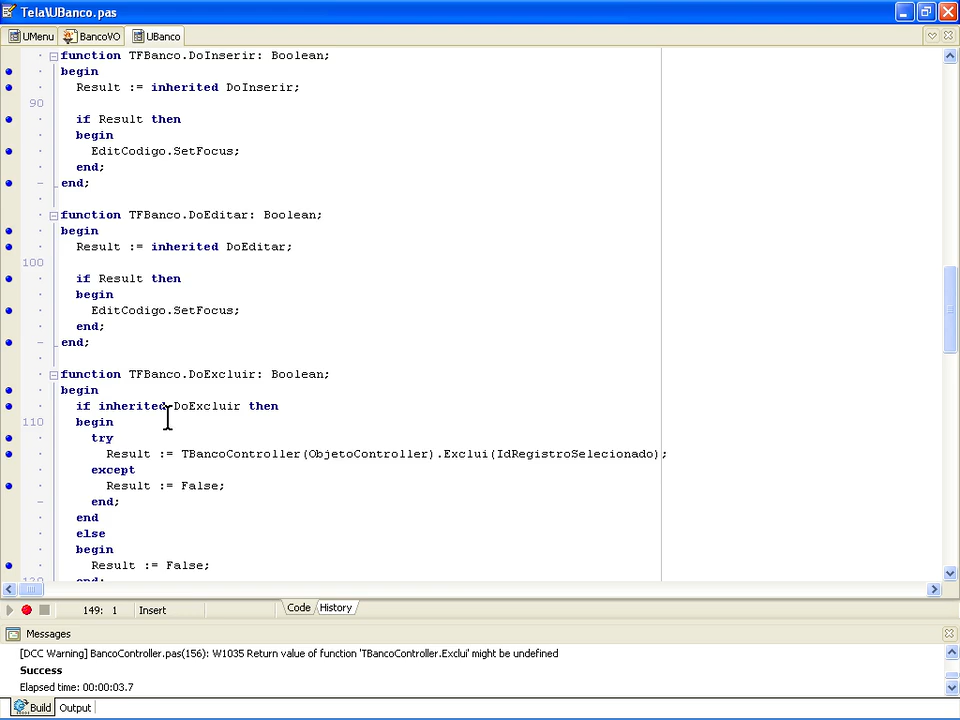 Tela\UBanco.pas
UMenu BancoVO UBanco
function TFBanco.DoInserir: Boolean;
begin
Result := inherited DoInserir;
90
if Result then
begin
EditCodigo.SetFocus;
end;
end;
function TFBanco.DoEditar: Boolean;
begin
Result := inherited DoEditar;
100
if Result then
begin
EditCodigo.SetFocus;
end;
end;
function TFBanco.DoExcluir: Boolean;
begin
if inherited DoExcluir then
110 begin
try
Result := TBancoController(ObjetoController).Exclui(IdRegistroSelecionado);
except
Result := False;
end;
end
else
begin
Result := False;
120 end;
149: 1 Insert Code History
Messages
[DCC Warning] BancoController.pas(156): W1035 Return value of function 'TBancoController.Exclui' might be undefined
Success
Elapsed time: 00:00:03.7
Build Output